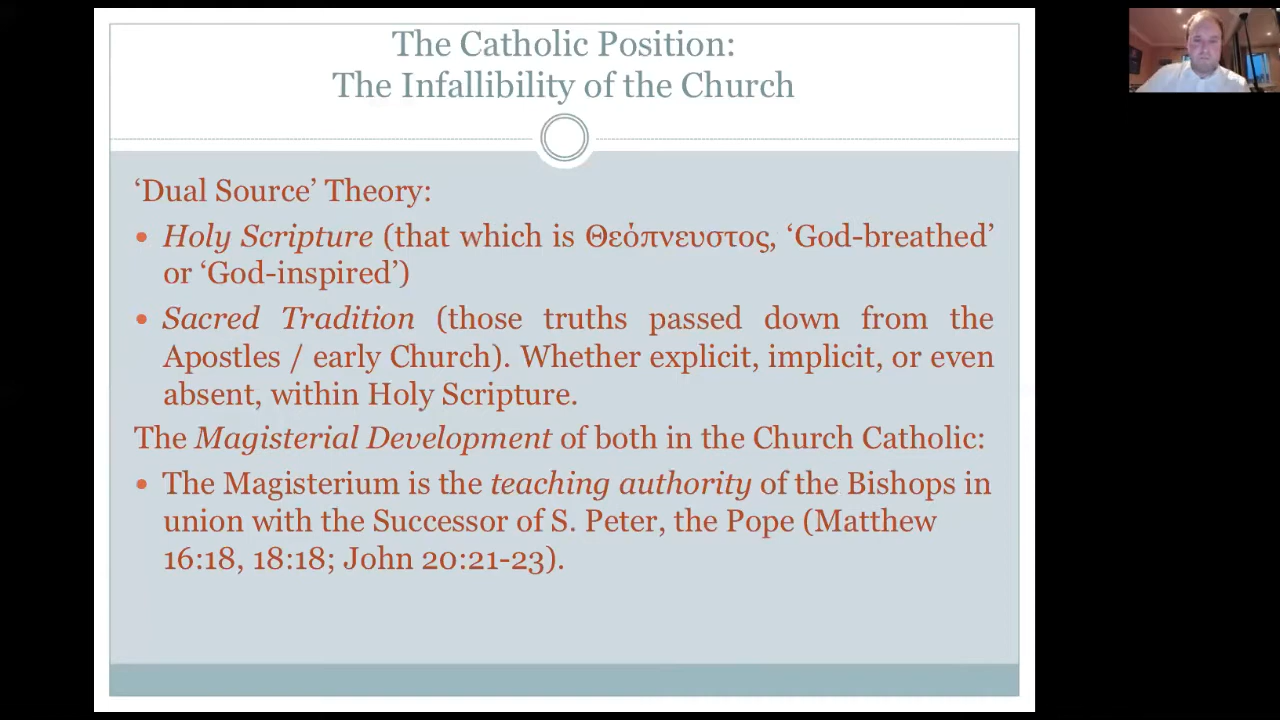 The Catholic Position:
The Infallibility of the Church
‘Dual Source’ Theory:
• Holy Scripture (that which is Θεόπνευστος, ‘God-breathed’
or ‘God-inspired’)
• Sacred Tradition (those truths passed down from the
Apostles / early Church). Whether explicit, implicit, or even
absent, within Holy Scripture.
The Magisterial Development of both in the Church Catholic:
• The Magisterium is the teaching authority of the Bishops in
union with the Successor of S. Peter, the Pope (Matthew
16:18, 18:18; John 20:21-23).